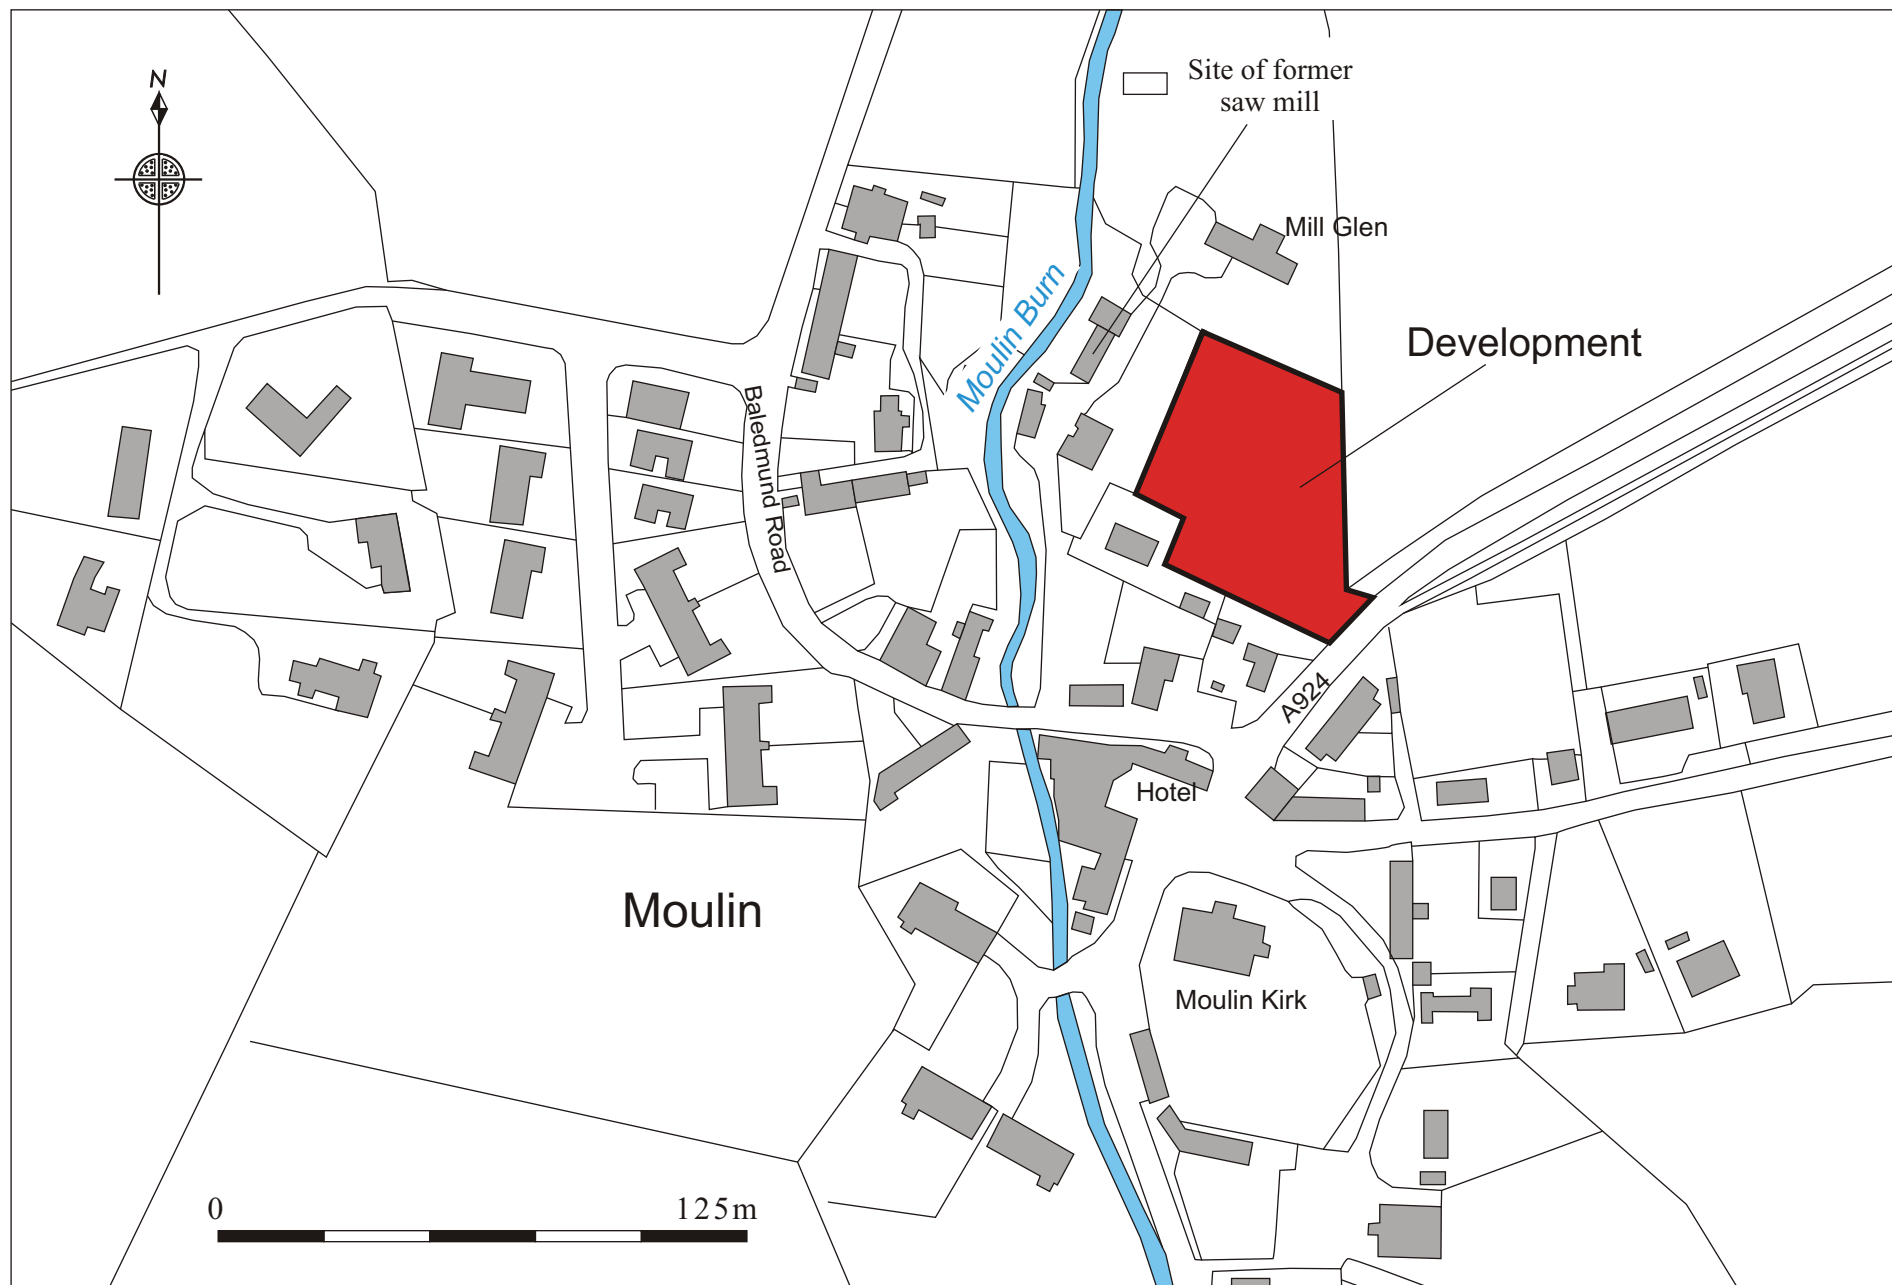 N
Site of former
saw mill
Mill Glen
Moulin Burn
Development
Baledmund Road
A924
Hotel
Moulin
Moulin Kirk
0 125m